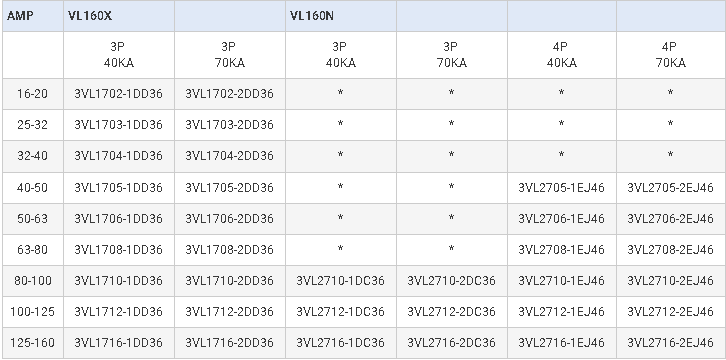 AMP VL160X VL160N
3P 3P 3P 3P 4P 4P
40KA 70KA 40KA 70KA 40KA 70KA
16-20 3VL1702-1DD36 3VL1702-2DD36 * * * *
25-32 3VL1703-1DD36 3VL1703-2DD36 * * * *
32-40 3VL1704-1DD36 3VL1704-2DD36 * * * *
40-50 3VL1705-1DD36 3VL1705-2DD36 * * 3VL2705-1EJ46 3VL2705-2EJ46
50-63 3VL1706-1DD36 3VL1706-2DD36 * * 3VL2706-1EJ46 3VL2706-2EJ46
63-80 3VL1708-1DD36 3VL1708-2DD36 * * 3VL2708-1EJ46 3VL2708-2EJ46
80-100 3VL1710-1DD36 3VL1710-2DD36 3VL2710-1DC36 3VL2710-2DC36 3VL2710-1EJ46 3VL2710-2EJ46
100-125 3VL1712-1DD36 3VL1712-2DD36 3VL2712-1DC36 3VL2712-2DC36 3VL2712-1EJ46 3VL2712-2EJ46
125-160 3VL1716-1DD36 3VL1716-2DD36 3VL2716-1DC36 3VL2716-2DC36 3VL2716-1EJ46 3VL2716-2EJ46